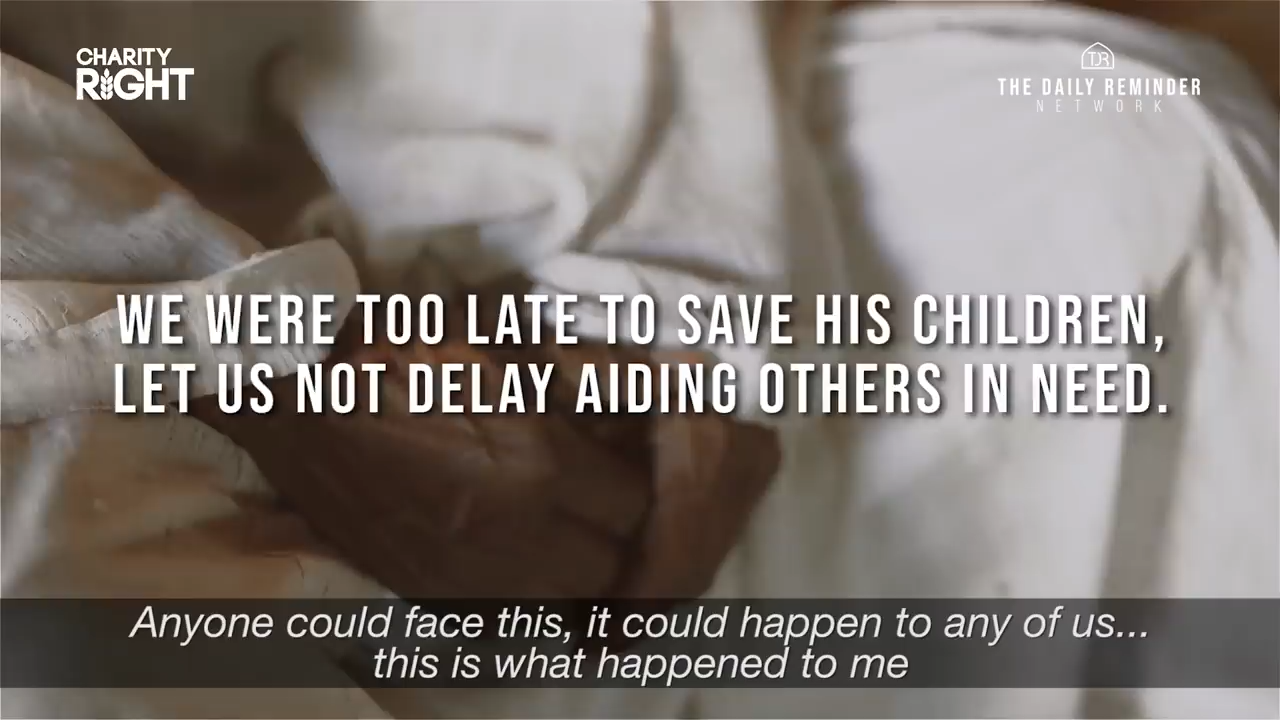 CHARITY
RIGHT
TDR
THE DAILY REMINDER
NETWORK
WE WERE TOO LATE TO SAVE HIS CHILDREN,
LET US NOT DELAY AIDING OTHERS IN NEED.
Anyone could face this, it could happen to any of us...
this is what happened to me